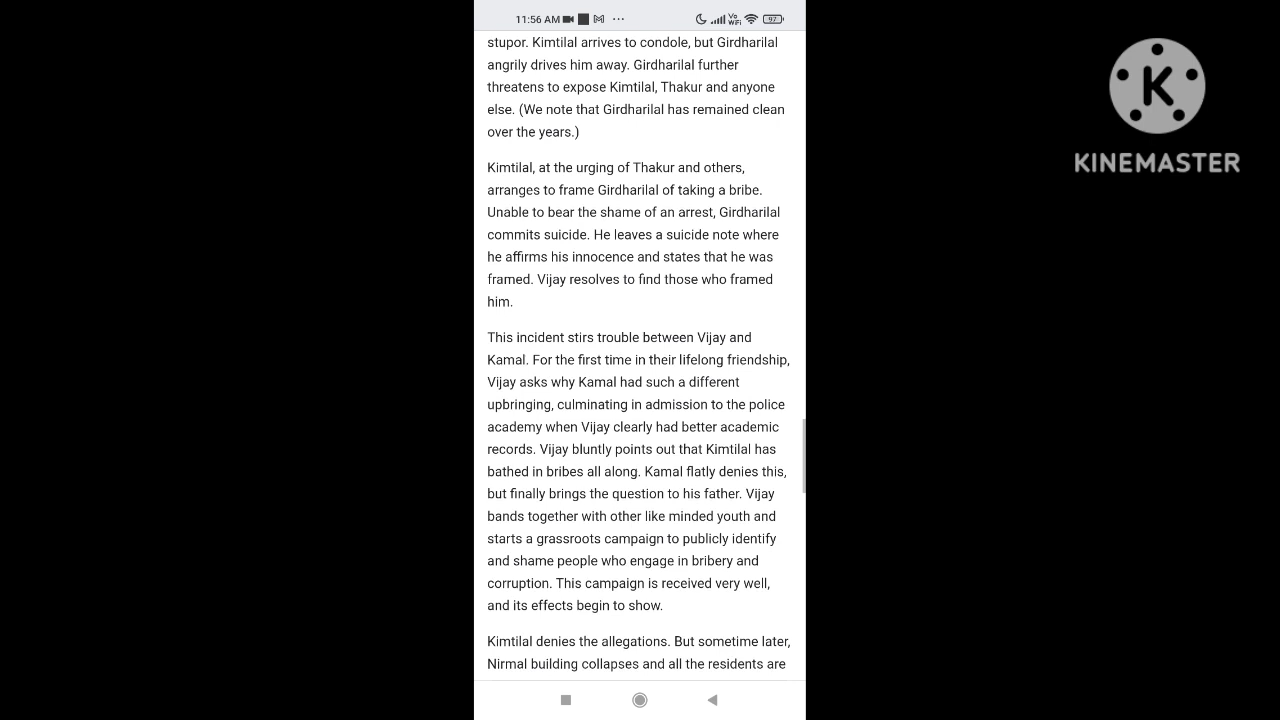 11:56 AM
Vo
WiFi
97
stupor. Kimtilal arrives to condole, but Girdharilal
angrily drives him away. Girdharilal further
threatens to expose Kimtilal, Thakur and anyone
else. (We note that Girdharilal has remained clean
over the years.)
Kimtilal, at the urging of Thakur and others,
arranges to frame Girdharilal of taking a bribe.
Unable to bear the shame of an arrest, Girdharilal
commits suicide. He leaves a suicide note where
he affirms his innocence and states that he was
framed. Vijay resolves to find those who framed
him.
This incident stirs trouble between Vijay and
Kamal. For the first time in their lifelong friendship,
Vijay asks why Kamal had such a different
upbringing, culminating in admission to the police
academy when Vijay clearly had better academic
records. Vijay bluntly points out that Kimtilal has
bathed in bribes all along. Kamal flatly denies this,
but finally brings the question to his father. Vijay
bands together with other like minded youth and
starts a grassroots campaign to publicly identify
and shame people who engage in bribery and
corruption. This campaign is received very well,
and its effects begin to show.
Kimtilal denies the allegations. But sometime later,
Nirmal building collapses and all the residents are
K
KINEMASTER